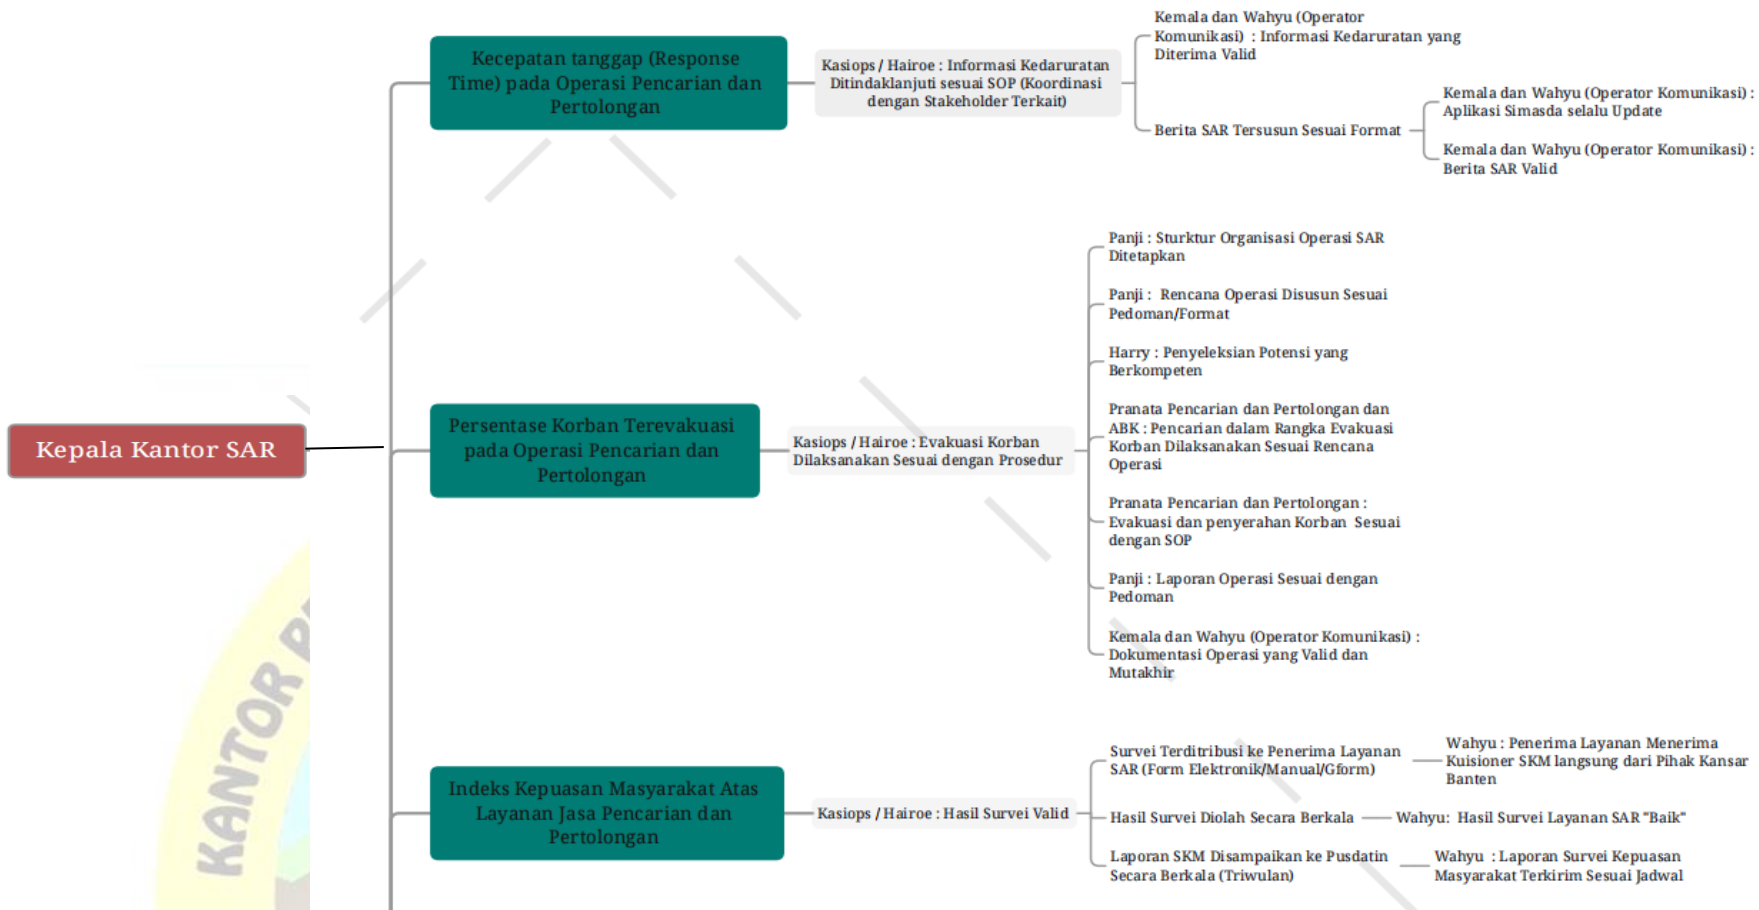 Kepala Kantor SAR
Kecepatan tanggap (Response
Time) pada Operasi Pencarian dan
Pertolongan
Kasiops / Hairoe : Informasi Kedaruratan
Ditindaklanjuti sesuai SOP (Koordinasi
dengan Stakeholder Terkait)
Kemala dan Wahyu (Operator
Komunikasi)  : Informasi Kedaruratan yang
Diterima Valid
Berita SAR Tersusun Sesuai Format
Kemala dan Wahyu (Operator Komunikasi) :
Aplikasi Simasda selalu Update
Kemala dan Wahyu (Operator Komunikasi) :
Berita SAR Valid
Persentase Korban Terevakuasi
pada Operasi Pencarian dan
Pertolongan
Kasiops / Hairoe : Evakuasi Korban
Dilaksanakan Sesuai dengan Prosedur
Panji : Sturktur Organisasi Operasi SAR
Ditetapkan
Panji :  Rencana Operasi Disusun Sesuai
Pedoman/Format
Harry : Penyeleksian Potensi yang
Berkompeten
Pranata Pencarian dan Pertolongan dan
ABK : Pencarian dalam Rangka Evakuasi
Korban Dilaksanakan Sesuai Rencana
Operasi
Pranata Pencarian dan Pertolongan :
Evakuasi dan penyerahan Korban  Sesuai
dengan SOP
Panji : Laporan Operasi Sesuai dengan
Pedoman
Kemala dan Wahyu (Operator Komunikasi) :
Dokumentasi Operasi yang Valid dan
Mutakhir
Indeks Kepuasan Masyarakat Atas
Layanan Jasa Pencarian dan
Pertolongan
Kasiops / Hairoe : Hasil Survei Valid
Survei Terditribusi ke Penerima Layanan
SAR (Form Elektronik/Manual/Gform)
Wahyu : Penerima Layanan Menerima
Kuisioner SKM langsung dari Pihak Kansar
Banten
Hasil Survei Diolah Secara Berkala
Wahyu:  Hasil Survei Layanan SAR "Baik"
Laporan SKM Disampaikan ke Pusdatin
Secara Berkala (Triwulan)
Wahyu  : Laporan Survei Kepuasan
Masyarakat Terkirim Sesuai Jadwal
KANTOR